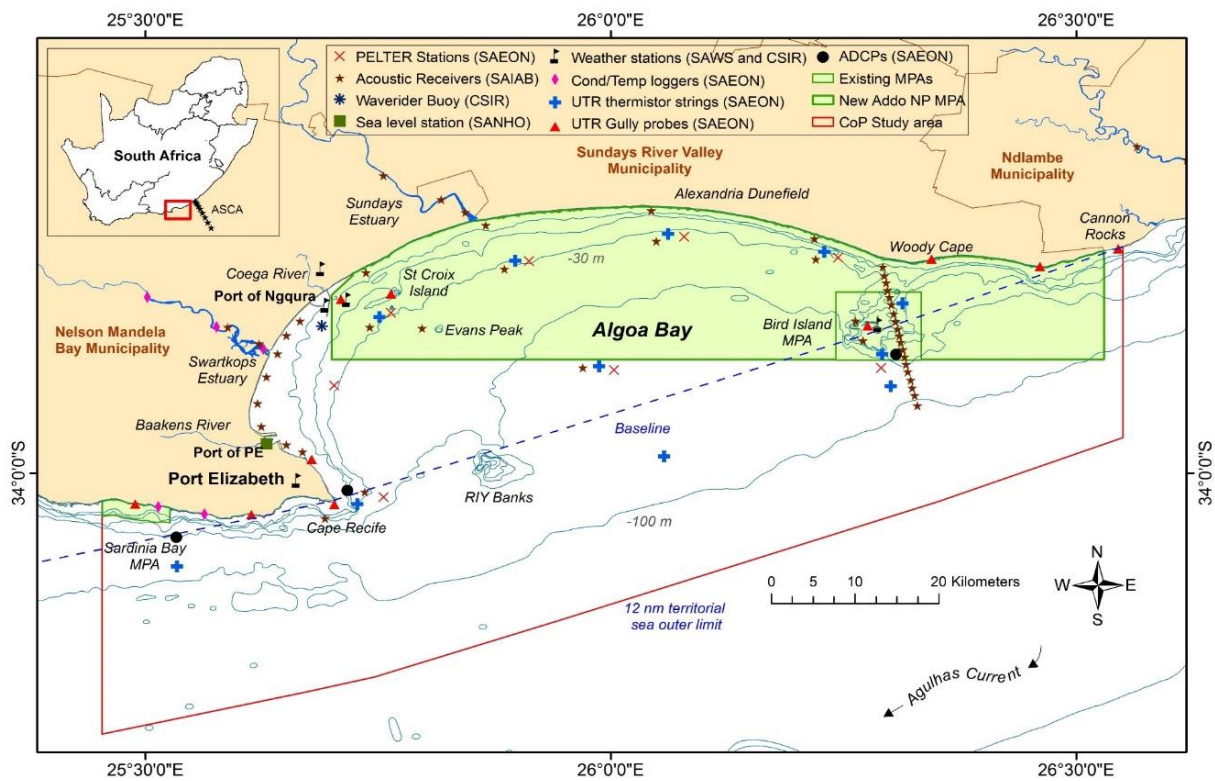 25°30'0"E
26°0'0"E
26°30'0"E
PELTER Stations (SAEON)
Acoustic Receivers (SAIAB)
Waverider Buoy (CSIR)
Sea level station (SANHO)
Weather stations (SAWS and CSIR)
Cond/Temp loggers (SAEON)
UTR thermistor strings (SAEON)
UTR Gully probes (SAEON)
ADCPs (SAEON)
Existing MPAs
New Addo NP MPA
CoP Study area
South Africa
ASCA
Sundays River Valley
Municipality
Ndlambe
Municipality
Sundays
Estuary
Alexandria Dunefield
Cannon
Rocks
Woody Cape
Coega River
Port of Ngqura
St Croix
Island
-30 m
Nelson Mandela
Bay Municipality
Evans Peak
Algoa Bay
Bird Island
MPA
Swartkops
Estuary
Baakens River
Port of PE
Port Elizabeth
Baseline
34°0'0"S
34°0'0"S
RIY Banks
Cape Recife
-100 m
Sardinia Bay
MPA
N
W
E
S
0 5 10 20 Kilometers
12 nm territorial
sea outer limit
Agulhas Current
25°30'0"E
26°0'0"E
26°30'0"E